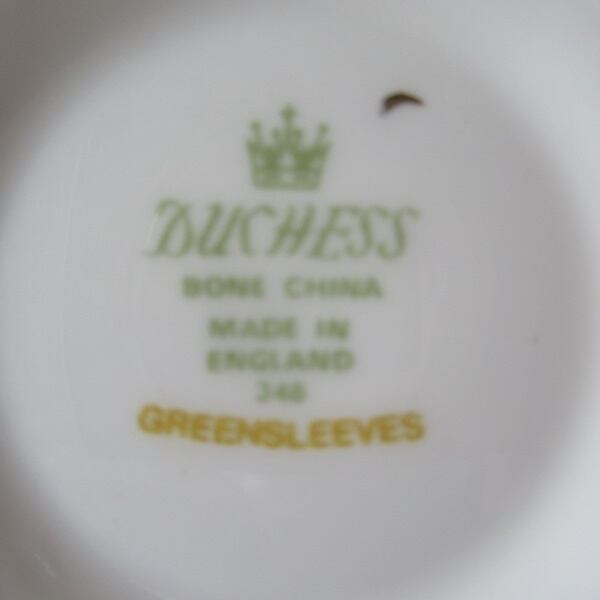 DUCHESS
BONE CHINA
MADE IN
ENGLAND
348
GREENSLEEVES